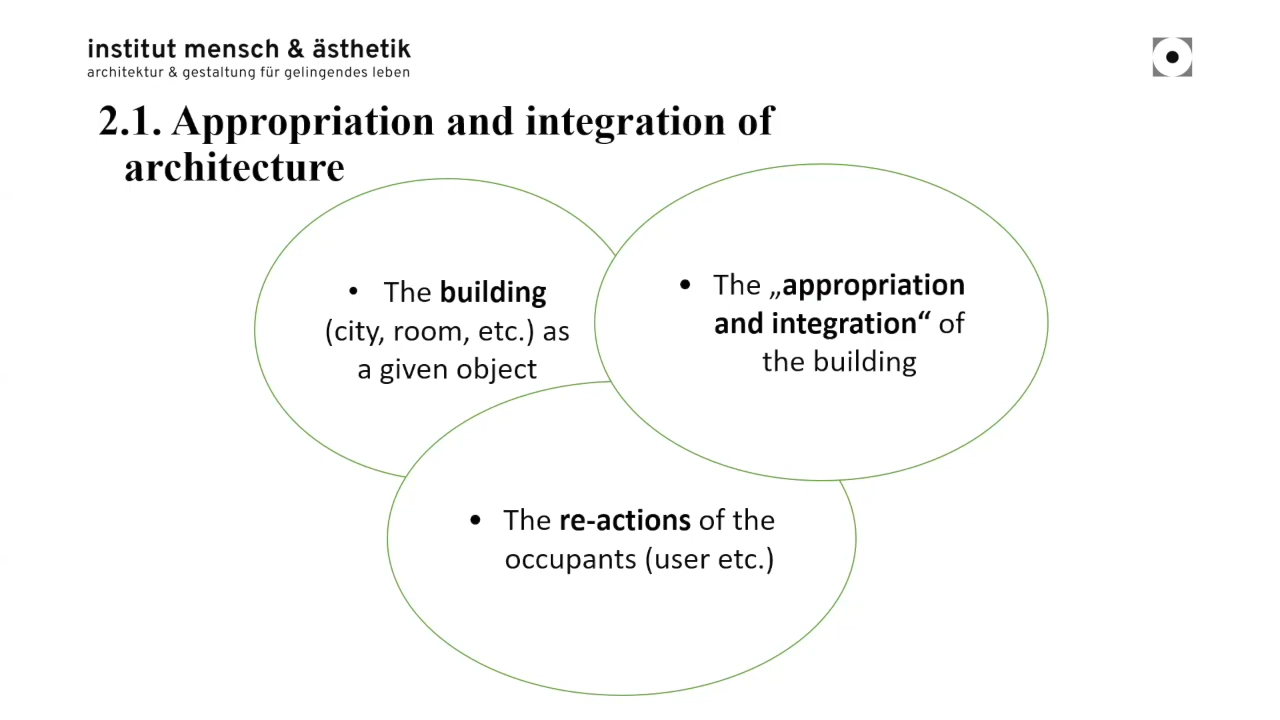 institut mensch & ästhetik
architektur & gestaltung für gelingendes leben
2.1. Appropriation and integration of
architecture
• The building
(city, room, etc.) as
a given object
• The „appropriation
and integration“ of
the building
• The re-actions of the
occupants (user etc.)